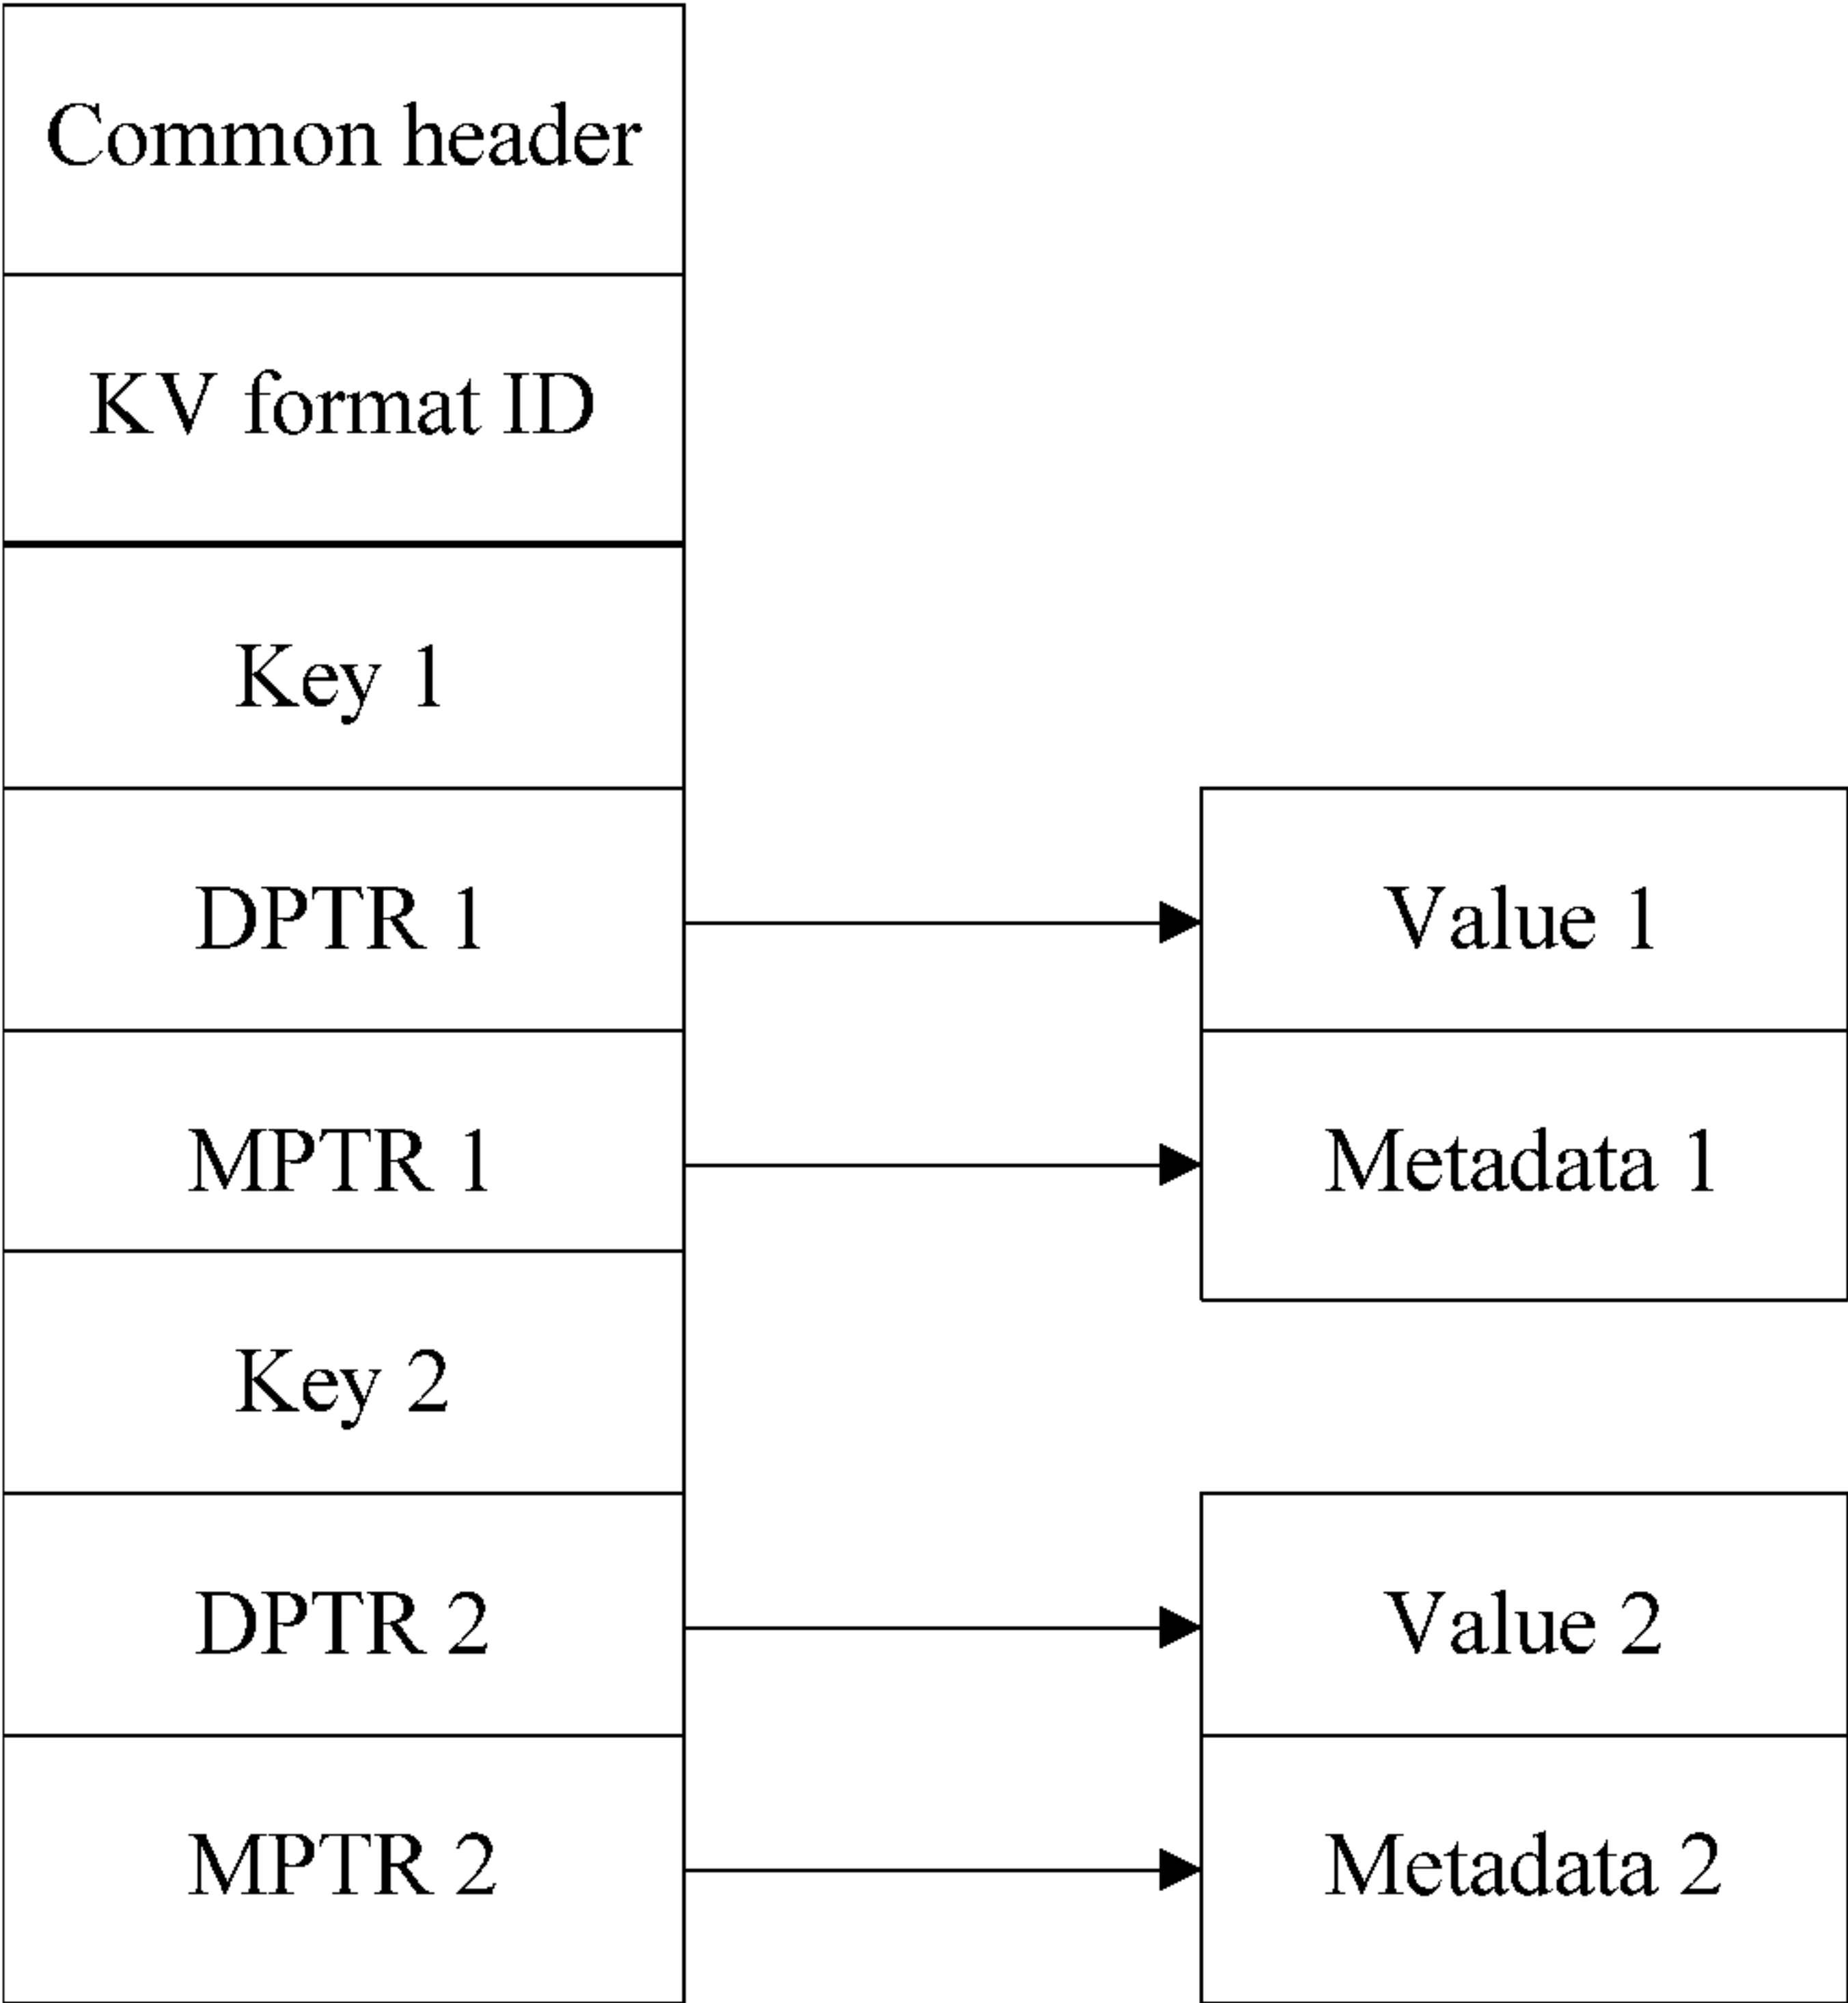 Common header
KV format ID
Key 1
DPTR 1
Value 1
MPTR 1
Metadata 1
Key 2
DPTR 2
Value 2
MPTR 2
Metadata 2